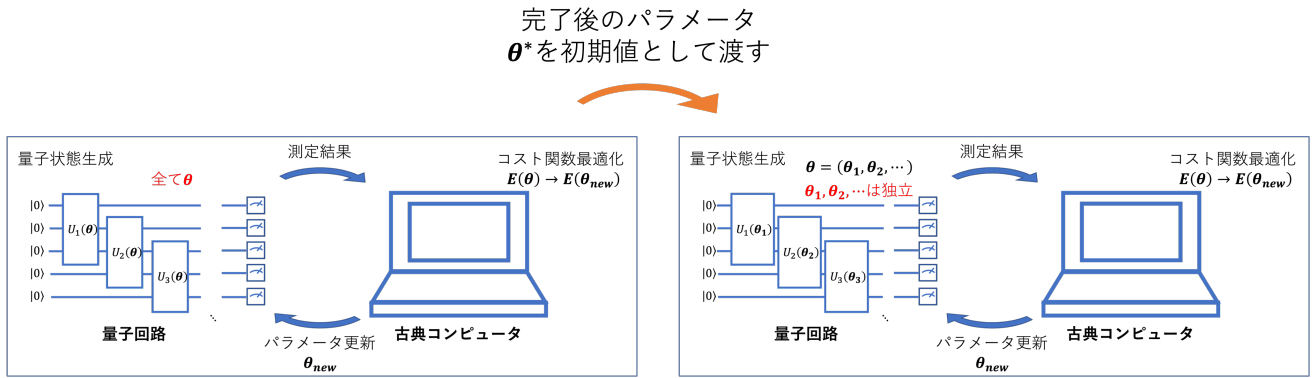 完了後のパラメータ
θ*を初期値として渡す
量子状態生成
全てθ
測定結果
コスト関数最適化
E(θ) → E(θnew)
|0⟩
|0⟩
|0⟩
|0⟩
|0⟩
U1(θ)
U2(θ)
U3(θ)
⋱
量子回路
古典コンピュータ
パラメータ更新
θnew
量子状態生成
θ = (θ1, θ2, ⋯)
θ1, θ2, ⋯は独立
測定結果
コスト関数最適化
E(θ) → E(θnew)
|0⟩
|0⟩
|0⟩
|0⟩
|0⟩
U1(θ1)
U2(θ2)
U3(θ3)
⋱
量子回路
古典コンピュータ
パラメータ更新
θnew